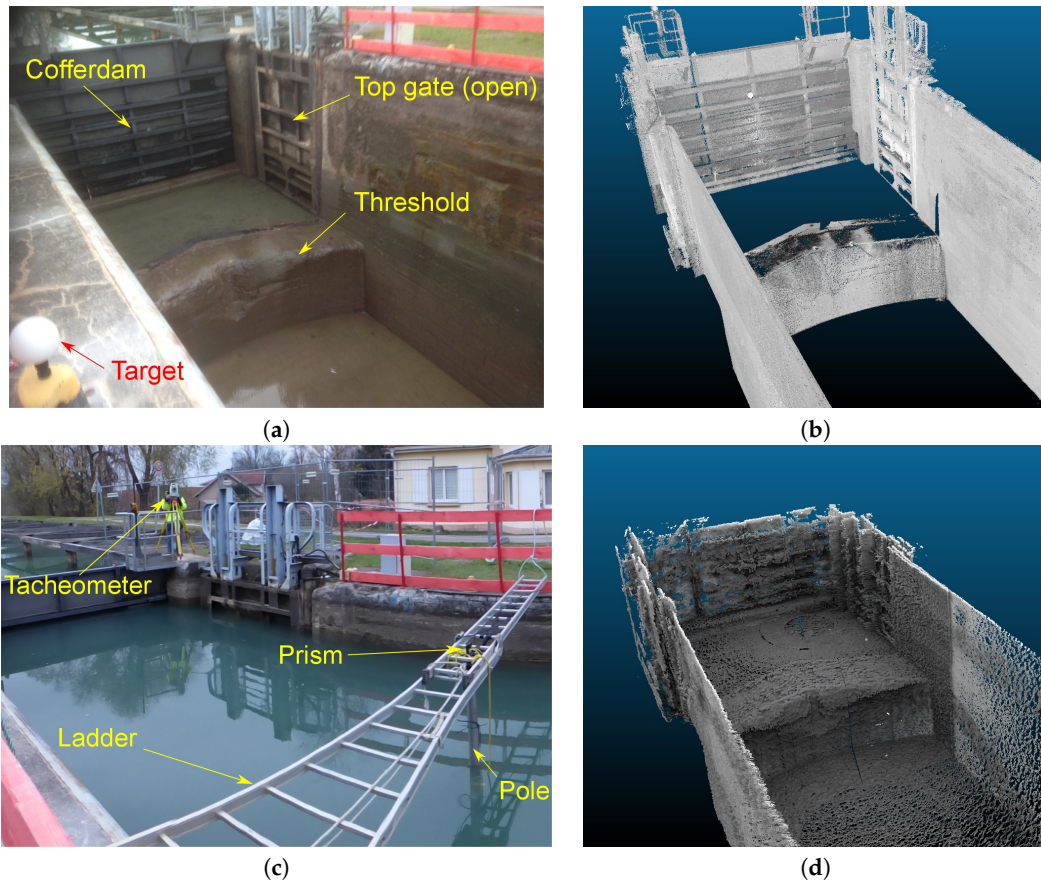 Cofferdam
Top gate (open)
Threshold
Target
(a)
(b)
Tacheometer
Prism
Ladder
Pole
(c)
(d)